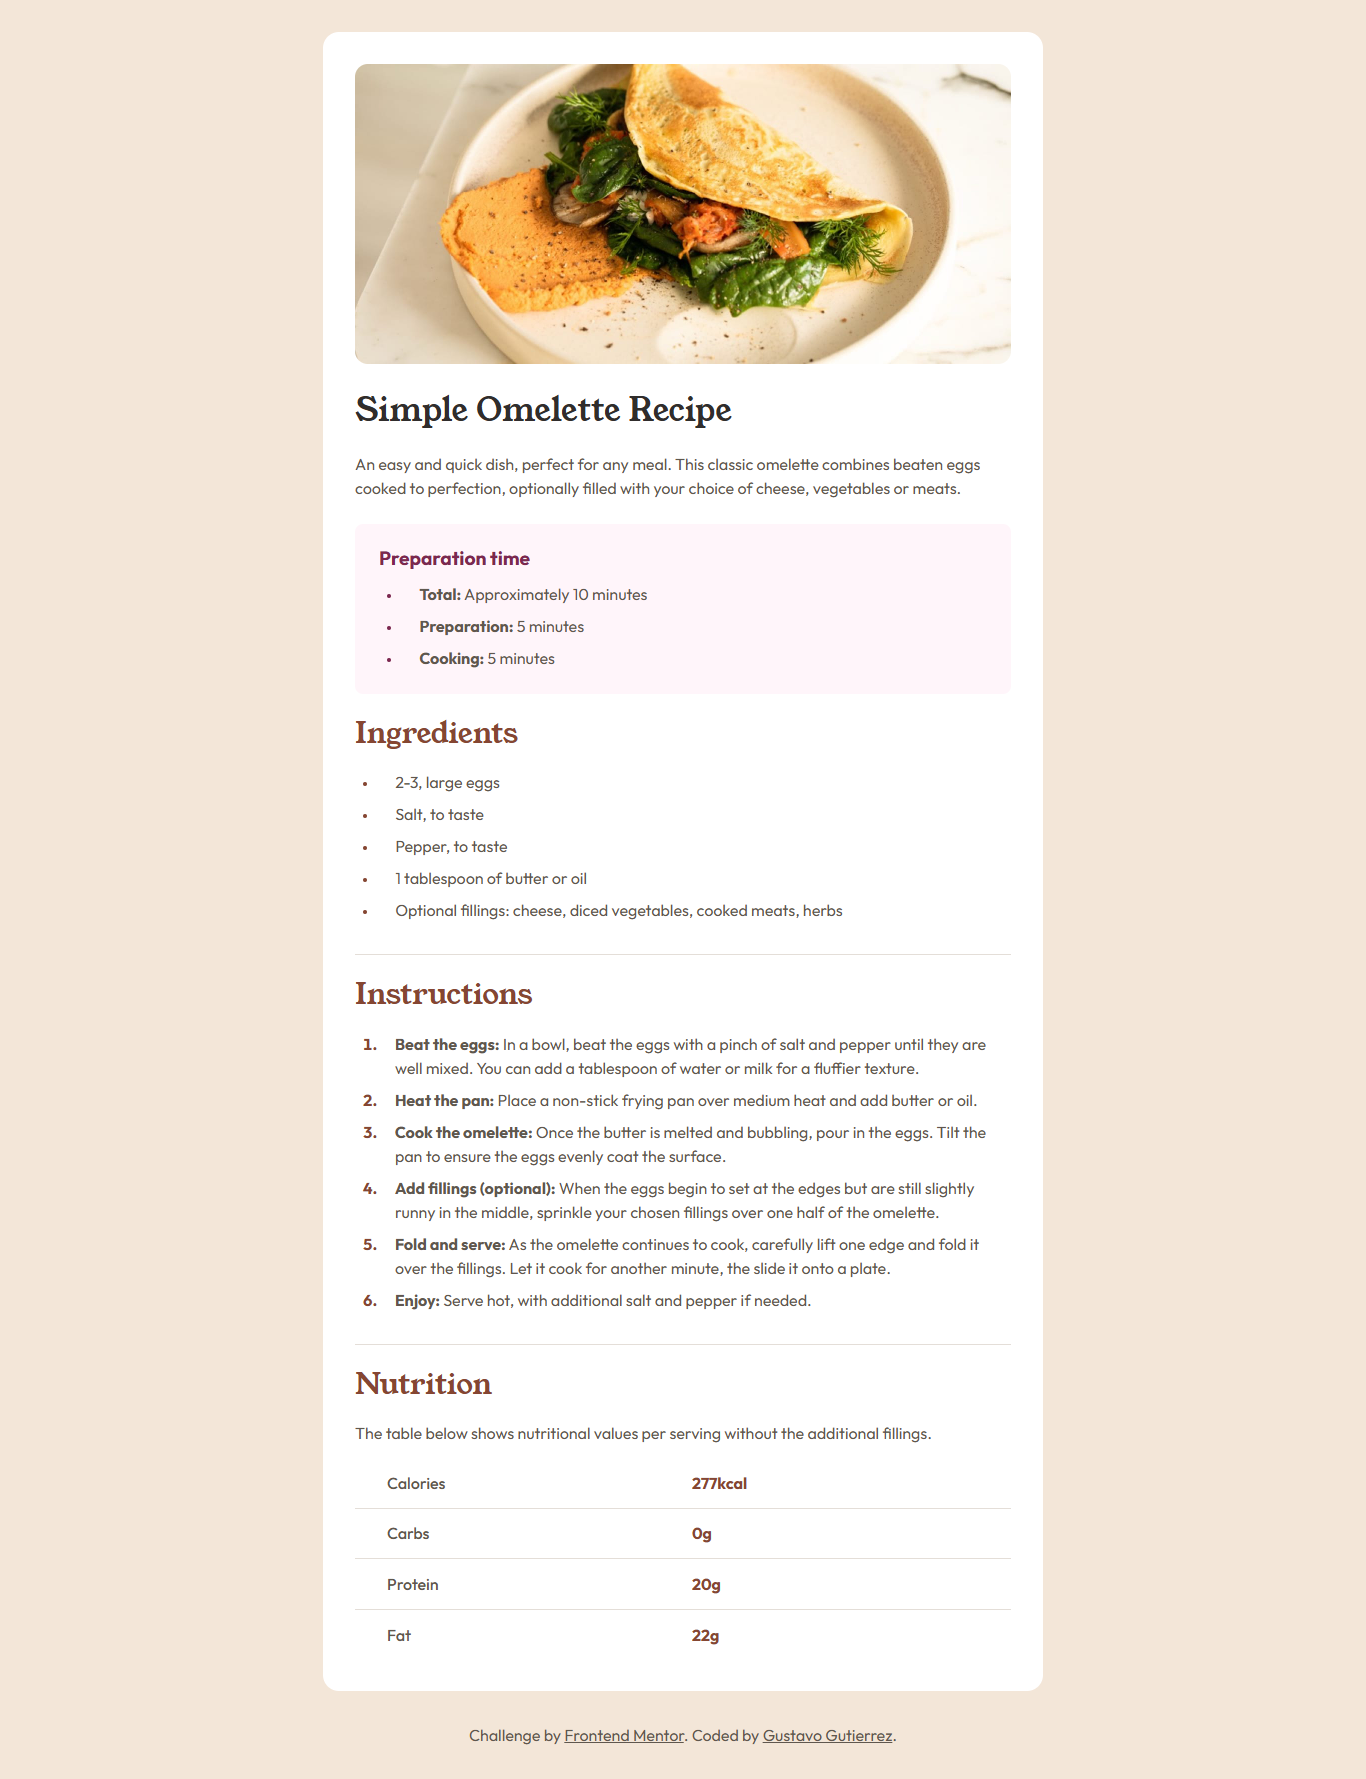 Simple Omelette Recipe
An easy and quick dish, perfect for any meal. This classic omelette combines beaten eggs
cooked to perfection, optionally filled with your choice of cheese, vegetables or meats.
Preparation time
• Total: Approximately 10 minutes
• Preparation: 5 minutes
• Cooking: 5 minutes
Ingredients
• 2-3, large eggs
• Salt, to taste
• Pepper, to taste
• 1 tablespoon of butter or oil
• Optional fillings: cheese, diced vegetables, cooked meats, herbs
Instructions
1. Beat the eggs: In a bowl, beat the eggs with a pinch of salt and pepper until they are
well mixed. You can add a tablespoon of water or milk for a fluffier texture.
2. Heat the pan: Place a non-stick frying pan over medium heat and add butter or oil.
3. Cook the omelette: Once the butter is melted and bubbling, pour in the eggs. Tilt the
pan to ensure the eggs evenly coat the surface.
4. Add fillings (optional): When the eggs begin to set at the edges but are still slightly
runny in the middle, sprinkle your chosen fillings over one half of the omelette.
5. Fold and serve: As the omelette continues to cook, carefully lift one edge and fold it
over the fillings. Let it cook for another minute, the slide it onto a plate.
6. Enjoy: Serve hot, with additional salt and pepper if needed.
Nutrition
The table below shows nutritional values per serving without the additional fillings.
Calories 277kcal
Carbs 0g
Protein 20g
Fat 22g
Challenge by Frontend Mentor. Coded by Gustavo Gutierrez.